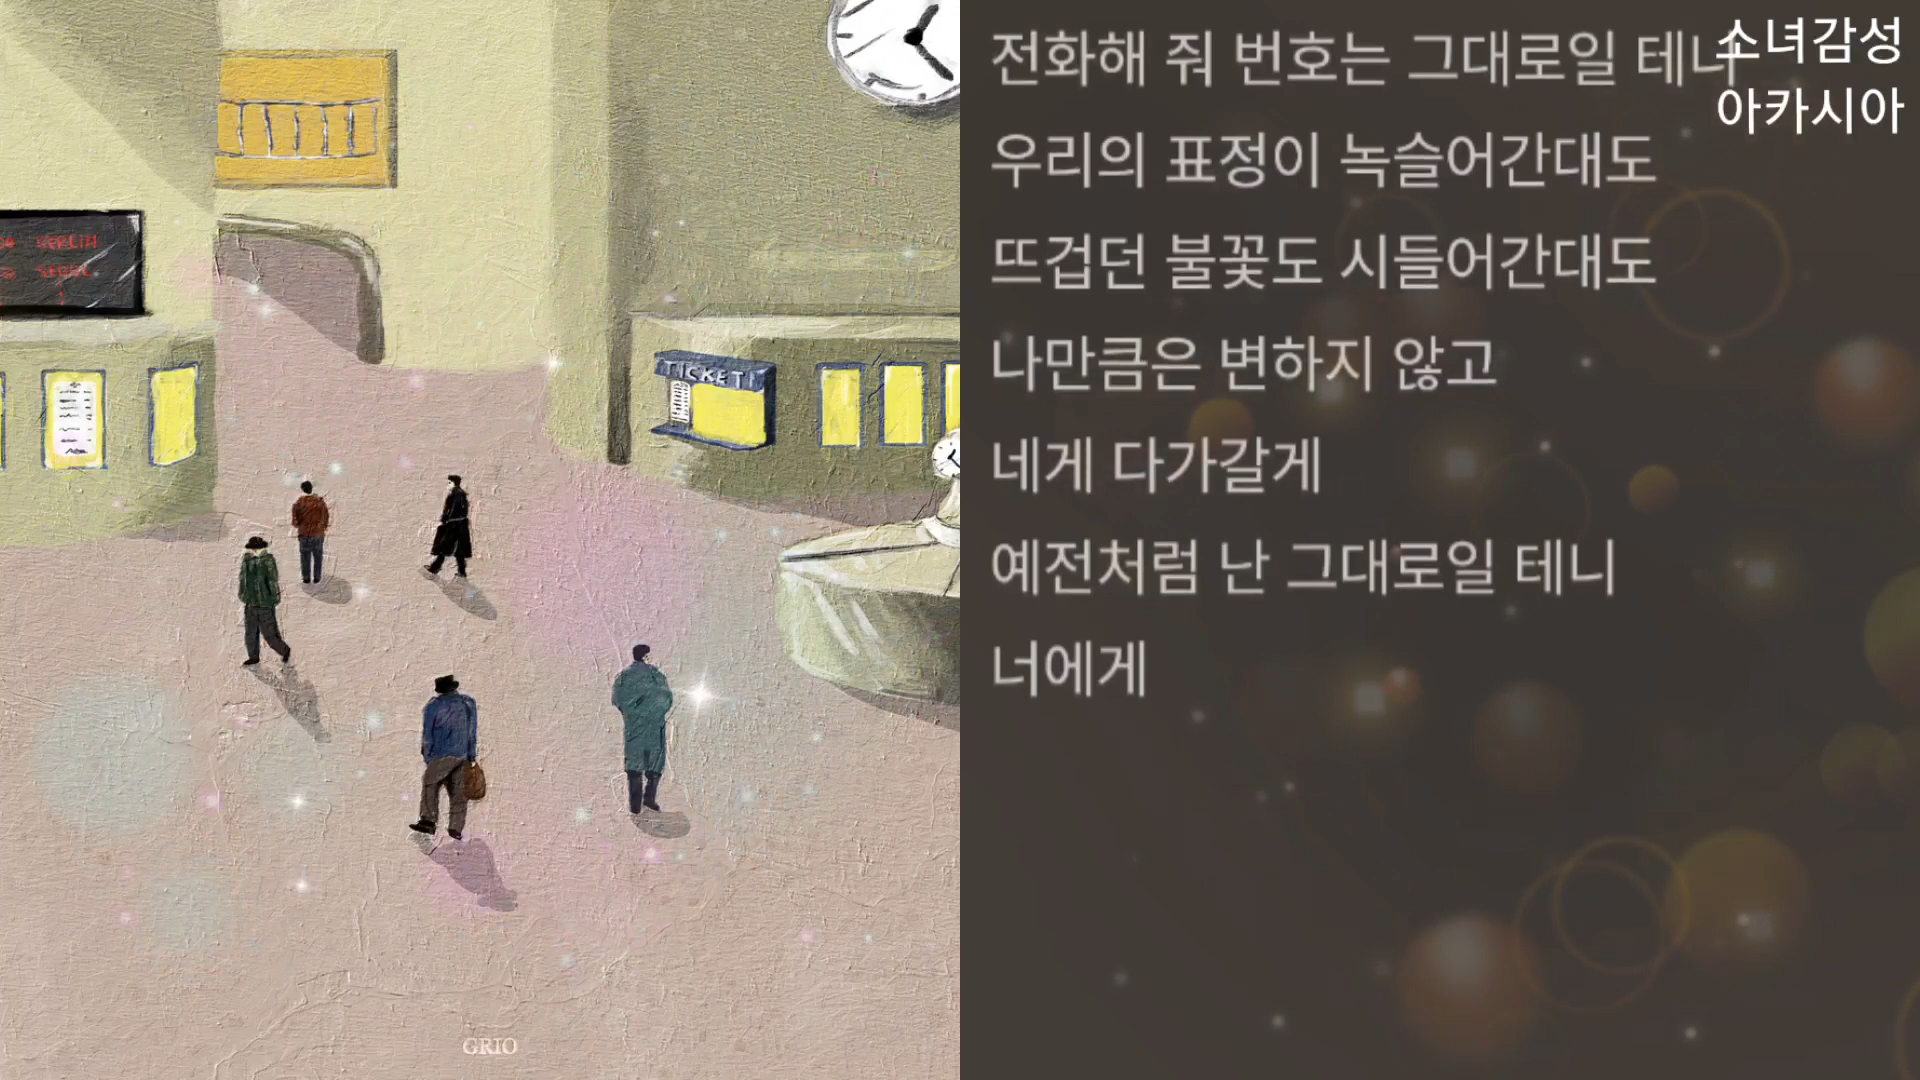 BERLIN
SEOUL
TICKET
GRIO
전화해 줘 번호는 그대로일 테니
우리의 표정이 녹슬어간대도
뜨겁던 불꽃도 시들어간대도
나만큼은 변하지 않고
네게 다가갈게
예전처럼 난 그대로일 테니
너에게
소녀감성
아카시아